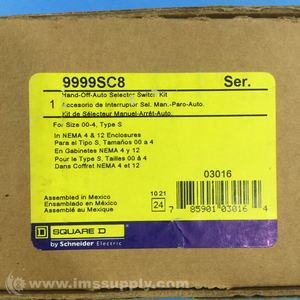 9999SC8 Ser.
1 Hand-Off-Auto Selector Switch Kit
Accesorio de Interruptor Sel. Man.-Paro-Auto.
Kit de Sélecteur Manuel-Arrêt-Auto.
For Size 00-4, Type S
In NEMA 4 & 12 Enclosures
Para el Tipo S, Tamaños 00 a 4
En Gabinetes NEMA 4 y 12
Pour le Type S, Tailles 00 à 4
Dans Coffret NEMA 4 et 12
03016
Assembled in Mexico
Ensamblado en México
Assemblé au Mexique
10 21
24
7 85901 03016 4
SQUARE D
by Schneider Electric
© http://www.imssupply.com/